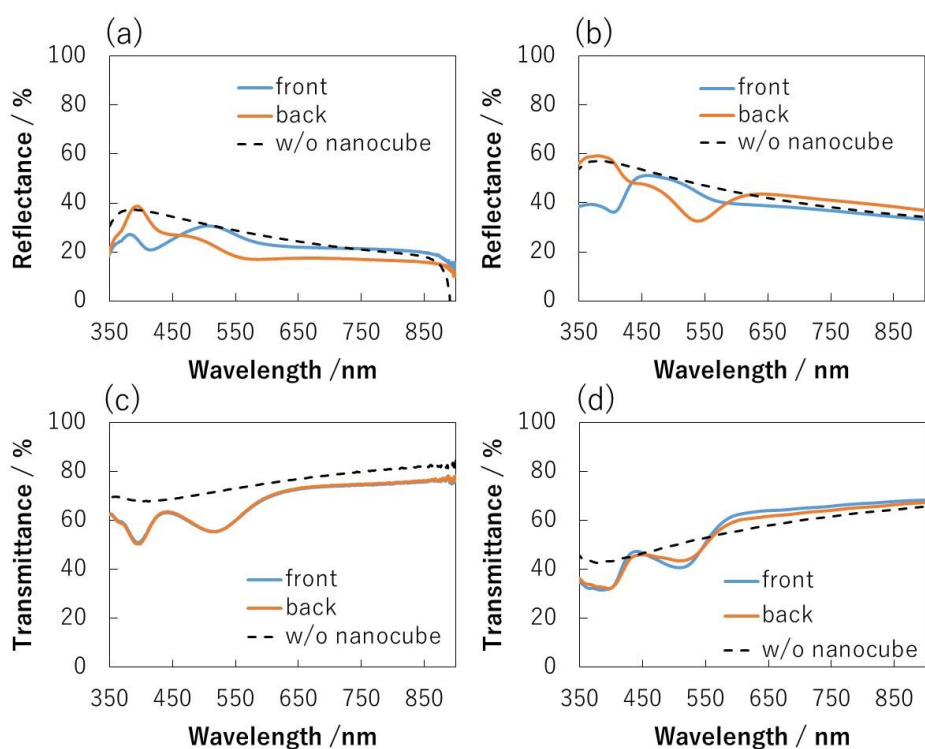 (a)
100
80
60
40
20
0
Reflectance / %
front
back
w/o nanocube
350 450 550 650 750 850
Wavelength /nm
(b)
100
80
60
40
20
0
Reflectance / %
front
back
w/o nanocube
350 450 550 650 750 850
Wavelength / nm
(c)
100
80
60
40
20
0
Transmittance / %
front
back
w/o nanocube
350 450 550 650 750 850
Wavelength /nm
(d)
100
80
60
40
20
0
Transmittance / %
front
back
w/o nanocube
350 450 550 650 750 850
Wavelength / nm